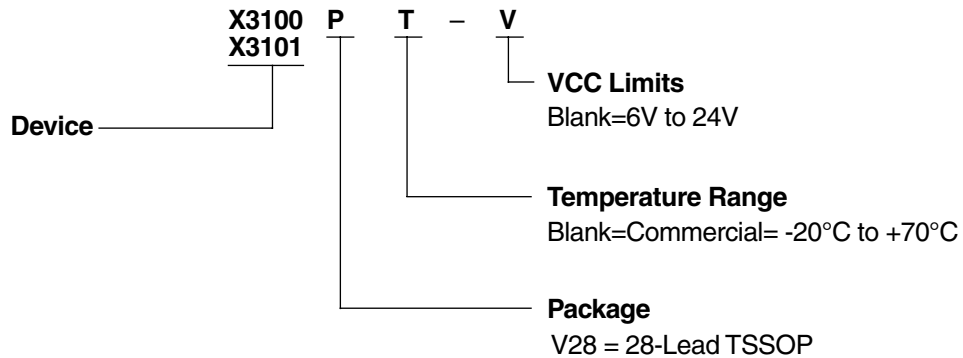 X3100 P T – V
X3101
VCC Limits
Blank=6V to 24V
Device
Temperature Range
Blank=Commercial= -20°C to +70°C
Package
V28 = 28-Lead TSSOP